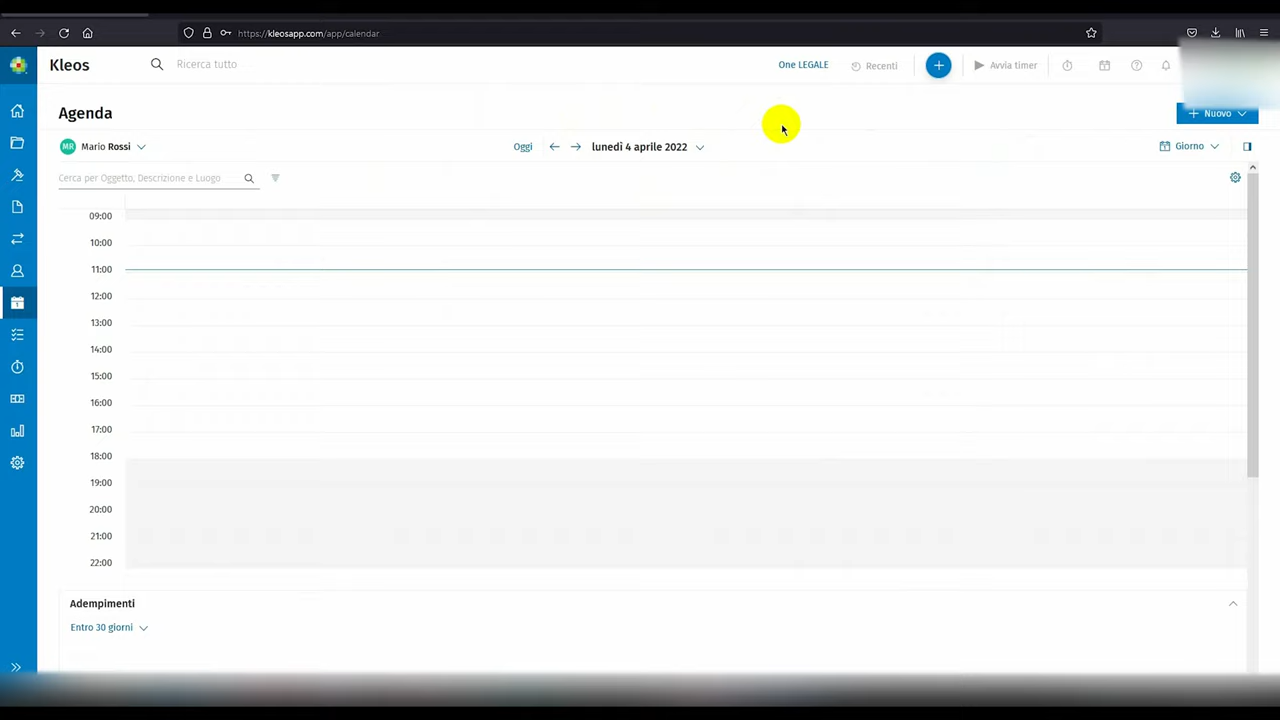 https://kleosapp.com/app/calendar
Kleos
Ricerca tutto
One LEGALE
Recenti
Avvia timer
Agenda
Nuovo
MR Mario Rossi
Oggi
lunedì 4 aprile 2022
Giorno
Cerca per Oggetto, Descrizione e Luogo
09:00
10:00
11:00
12:00
13:00
14:00
15:00
16:00
17:00
18:00
19:00
20:00
21:00
22:00
Adempimenti
Entro 30 giorni